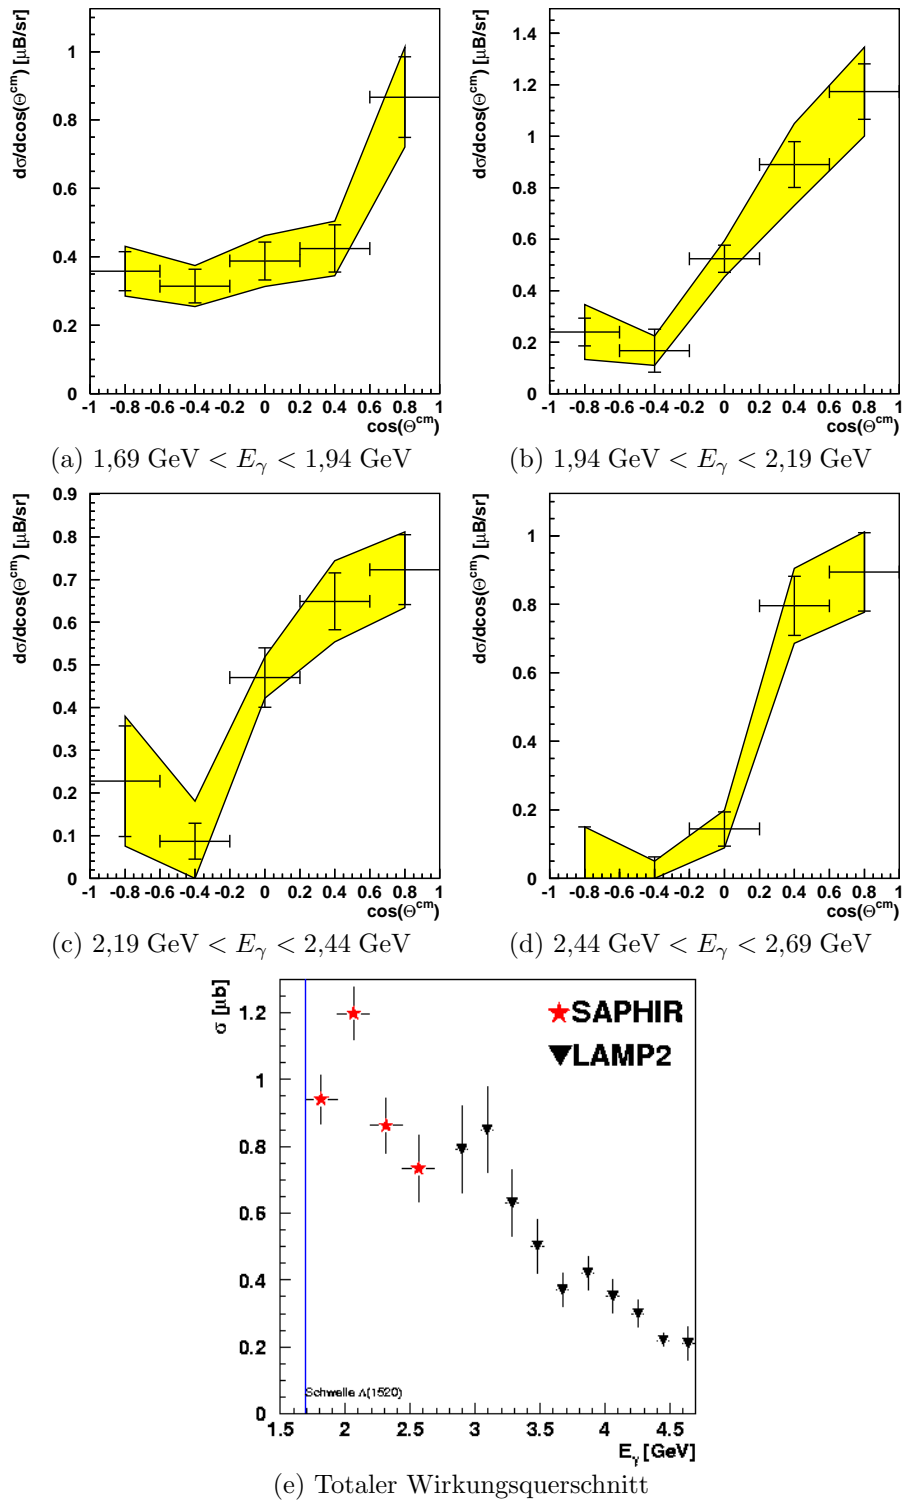 dσ/dcos(Θcm) [μB/sr]
1
0.8
0.6
0.4
0.2
0
-1 -0.8 -0.6 -0.4 -0.2 0 0.2 0.4 0.6 0.8 1
cos(Θcm)
(a) 1,69 GeV < Eγ < 1,94 GeV
dσ/dcos(Θcm) [μB/sr]
1.4
1.2
1
0.8
0.6
0.4
0.2
0
-1 -0.8 -0.6 -0.4 -0.2 0 0.2 0.4 0.6 0.8 1
cos(Θcm)
(b) 1,94 GeV < Eγ < 2,19 GeV
dσ/dcos(Θcm) [μB/sr]
0.9
0.8
0.7
0.6
0.5
0.4
0.3
0.2
0.1
0
-1 -0.8 -0.6 -0.4 -0.2 0 0.2 0.4 0.6 0.8 1
cos(Θcm)
(c) 2,19 GeV < Eγ < 2,44 GeV
dσ/dcos(Θcm) [μB/sr]
1
0.8
0.6
0.4
0.2
0
-1 -0.8 -0.6 -0.4 -0.2 0 0.2 0.4 0.6 0.8 1
cos(Θcm)
(d) 2,44 GeV < Eγ < 2,69 GeV
σ [μb]
1.2
1
0.8
0.6
0.4
0.2
0
SAPHIR
LAMP2
Schwelle Λ(1520)
1.5 2 2.5 3 3.5 4 4.5
Eγ [GeV]
(e) Totaler Wirkungsquerschnitt